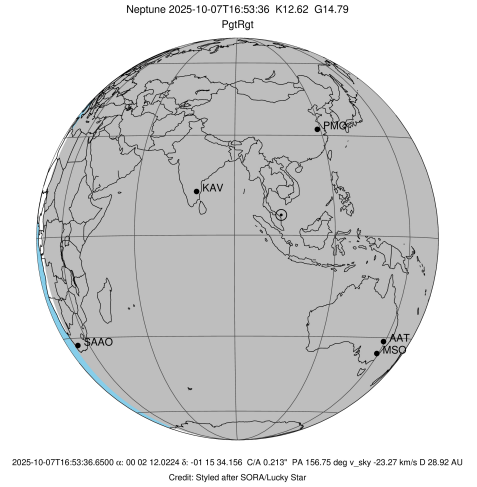 Neptune 2025-10-07T16:53:36 K12.62 G14.79
PgtRgt
PMO
KAV
SAAO
AAT
MSO
2025-10-07T16:53:36.6500 α: 00 02 12.0224 δ: -01 15 34.156 C/A 0.213" PA 156.75 deg v_sky -23.27 km/s D 28.92 AU
Credit: Styled after SORA/Lucky Star